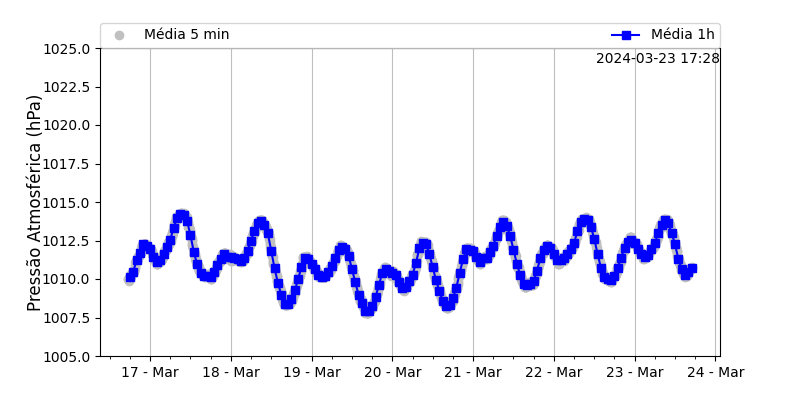 Média 5 min
Média 1h
2024-03-23 17:28
Pressão Atmosférica (hPa)
1025.0
1022.5
1020.0
1017.5
1015.0
1012.5
1010.0
1007.5
1005.0
17 - Mar
18 - Mar
19 - Mar
20 - Mar
21 - Mar
22 - Mar
23 - Mar
24 - Mar